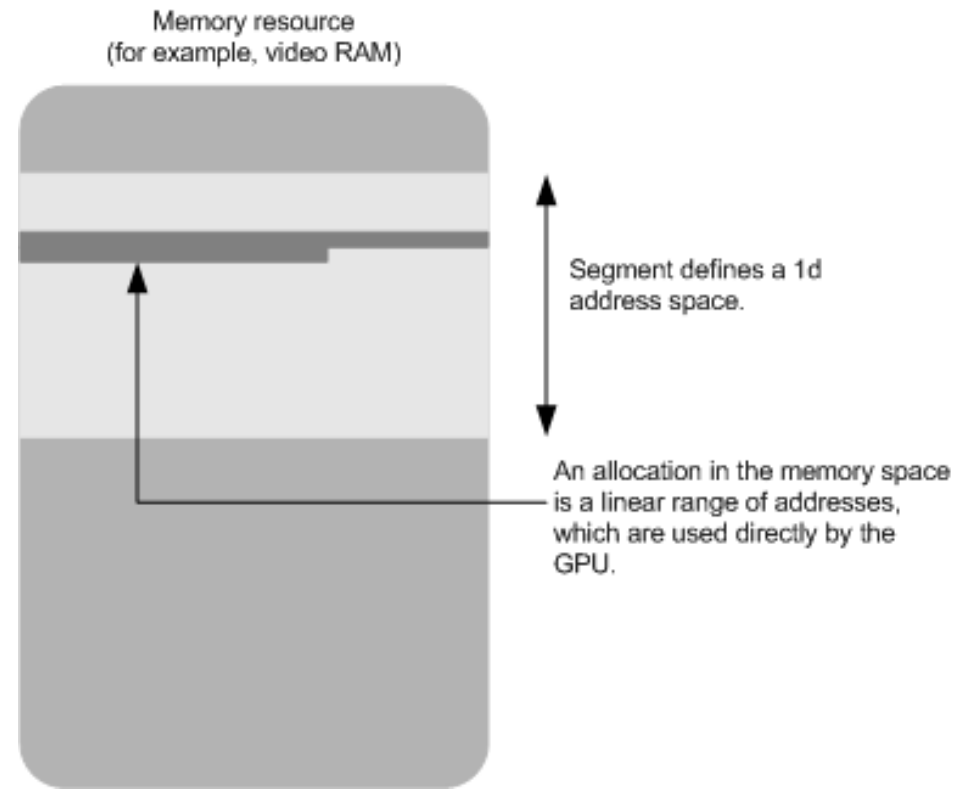 Memory resource
(for example, video RAM)
Segment defines a 1d
address space.
An allocation in the memory space
is a linear range of addresses,
which are used directly by the
GPU.